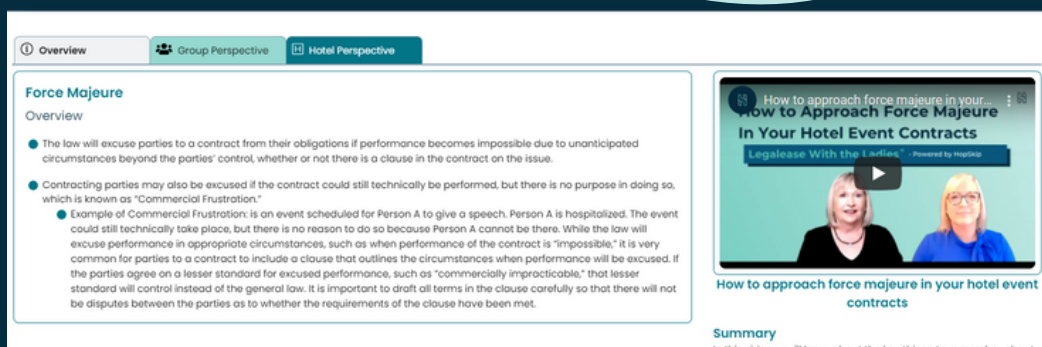 Overview
Group Perspective
H Hotel Perspective
Force Majeure
Overview
The law will excuse parties to a contract from their obligations if performance becomes impossible due to unanticipated
circumstances beyond the parties' control, whether or not there is a clause in the contract on the issue.
Contracting parties may also be excused if the contract could still technically be performed, but there is no purpose in doing so,
which is known as "Commercial Frustration."
Example of Commercial Frustration: is an event scheduled for Person A to give a speech. Person A is hospitalized. The event
could still technically take place, but there is no reason to do so because Person A cannot be there. While the law will
excuse performance in appropriate circumstances, such as when performance of the contract is "impossible," it is very
common for parties to a contract to include a clause that outlines the circumstances when performance will be excused. If
the parties agree on a lesser standard for excused performance, such as "commercially impracticable," that lesser
standard will control instead of the general law. It is important to draft all terms in the clause carefully so that there will not
be disputes between the parties as to whether the requirements of the clause have been met.
How to approach force majeure in your...
How to Approach Force Majeure
In Your Hotel Event Contracts
Legalease With the Ladies" - Powered by HopSkip
How to approach force majeure in your hotel event
contracts
Summary